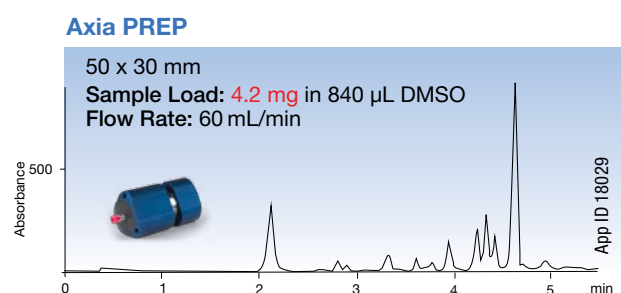 Axia PREP
50 x 30 mm
Sample Load: 4.2 mg in 840 µL DMSO
Flow Rate: 60 mL/min
Absorbance
500
App ID 18029
0 1 2 3 4 5 min